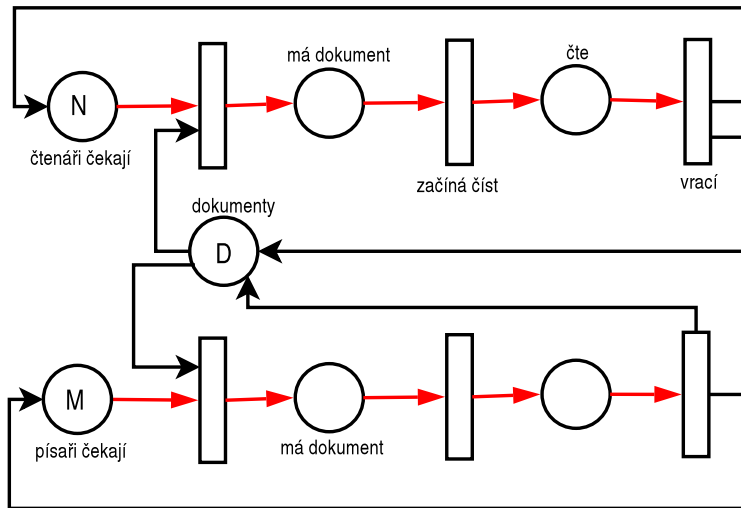 má dokument
čte
N
čtenáři čekají
začíná číst
vrací
dokumenty
D
M
písaři čekají
má dokument